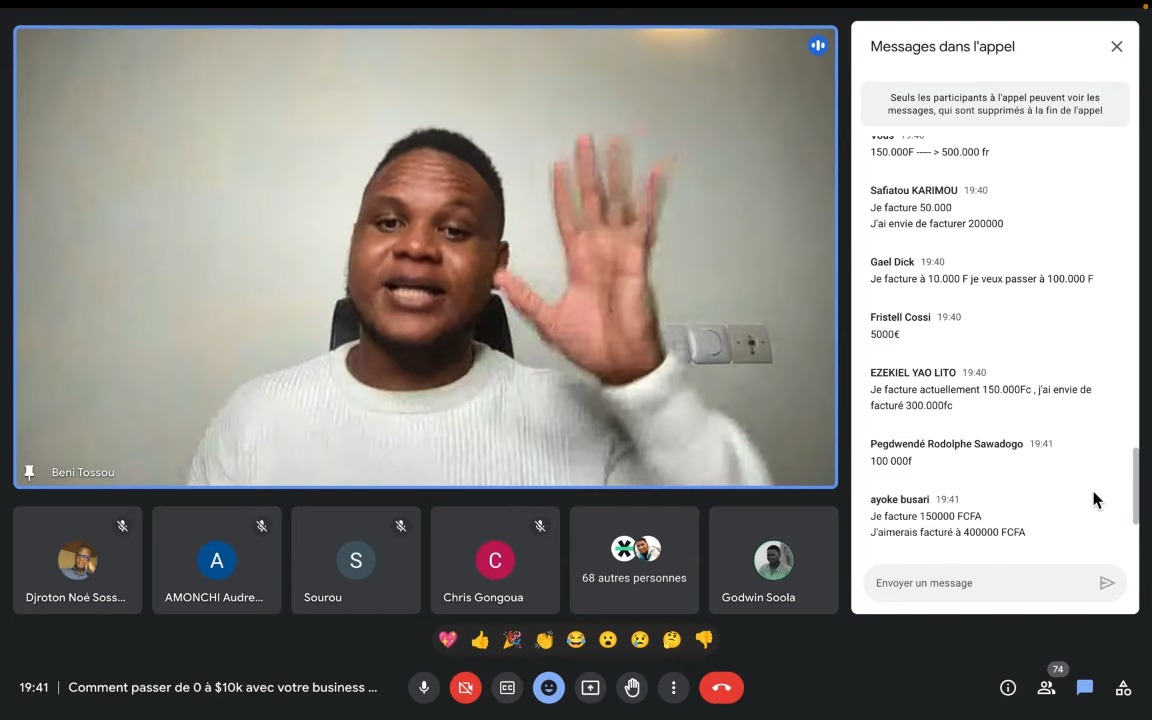 Messages dans l'appel
Seuls les participants à l'appel peuvent voir les
messages, qui sont supprimés à la fin de l'appel
Vous 19:40
150.000F ----- > 500.000 fr
Safiatou KARIMOU 19:40
Je facture 50.000
J'ai envie de facturer 200000
Gael Dick 19:40
Je facture à 10.000 F je veux passer à 100.000 F
Fristell Cossi 19:40
5000€
EZEKIEL YAO LITO 19:40
Je facture actuellement 150.000Fc , j'ai envie de
facturé 300.000fc
Pegdwendé Rodolphe Sawadogo 19:41
100 000f
ayoke busari 19:41
Je facture 150000 FCFA
J'aimerais facturé à 400000 FCFA
Envoyer un message
Beni Tossou
Djroton Noé Soss...
A
AMONCHI Audre...
S
Sourou
C
Chris Gongoua
68 autres personnes
Godwin Soola
19:41 | Comment passer de 0 à $10k avec votre business ...
74